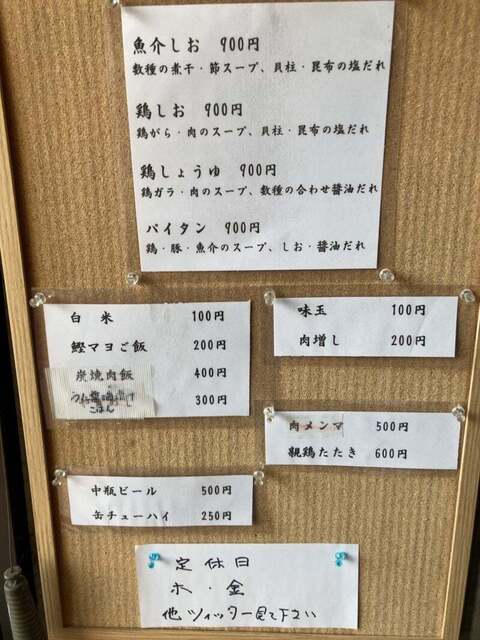 魚介しお 900円
数種の煮干・節スープ、貝柱・昆布の塩だれ
鶏しお 900円
鶏がら・肉のスープ、貝柱・昆布の塩だれ
鶏しょうゆ 900円
鶏ガラ・肉のスープ、数種の合わせ醤油だれ
パイタン 900円
鶏・豚・魚介のスープ、しお・醤油だれ
白米 100円
鰹マヨご飯 200円
炭焼肉飯 400円
ごはん 300円
味玉 100円
肉増し 200円
肉メンマ 500円
親鶏たたき 600円
中瓶ビール 500円
缶チューハイ 250円
定休日
木・金
他ツイッター見て下さい